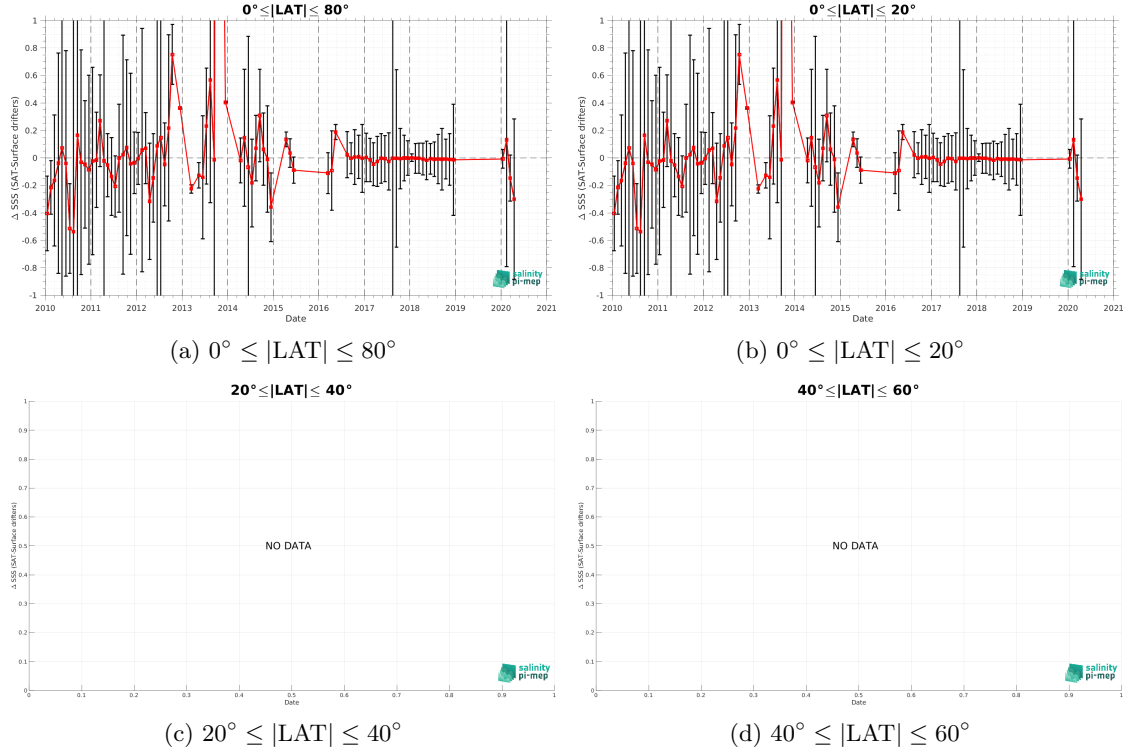 0°≤|LAT|≤ 80°
Δ SSS (SAT-Surface drifters)
1
0.8
0.6
0.4
0.2
0
-0.2
-0.4
-0.6
-0.8
-1
2010 2011 2012 2013 2014 2015 2016 2017 2018 2019 2020 2021
Date
salinity
pi-mep
(a) 0° ≤ |LAT| ≤ 80°
0°≤|LAT|≤ 20°
Δ SSS (SAT-Surface drifters)
1
0.8
0.6
0.4
0.2
0
-0.2
-0.4
-0.6
-0.8
-1
2010 2011 2012 2013 2014 2015 2016 2017 2018 2019 2020 2021
Date
salinity
pi-mep
(b) 0° ≤ |LAT| ≤ 20°
20°≤|LAT|≤ 40°
Δ SSS (SAT-Surface drifters)
1
0.9
0.8
0.7
0.6
0.5
0.4
0.3
0.2
0.1
0
NO DATA
0 0.1 0.2 0.3 0.4 0.5 0.6 0.7 0.8 0.9 1
Date
salinity
pi-mep
(c) 20° ≤ |LAT| ≤ 40°
40°≤|LAT|≤ 60°
Δ SSS (SAT-Surface drifters)
1
0.9
0.8
0.7
0.6
0.5
0.4
0.3
0.2
0.1
0
NO DATA
0 0.1 0.2 0.3 0.4 0.5 0.6 0.7 0.8 0.9 1
Date
salinity
pi-mep
(d) 40° ≤ |LAT| ≤ 60°